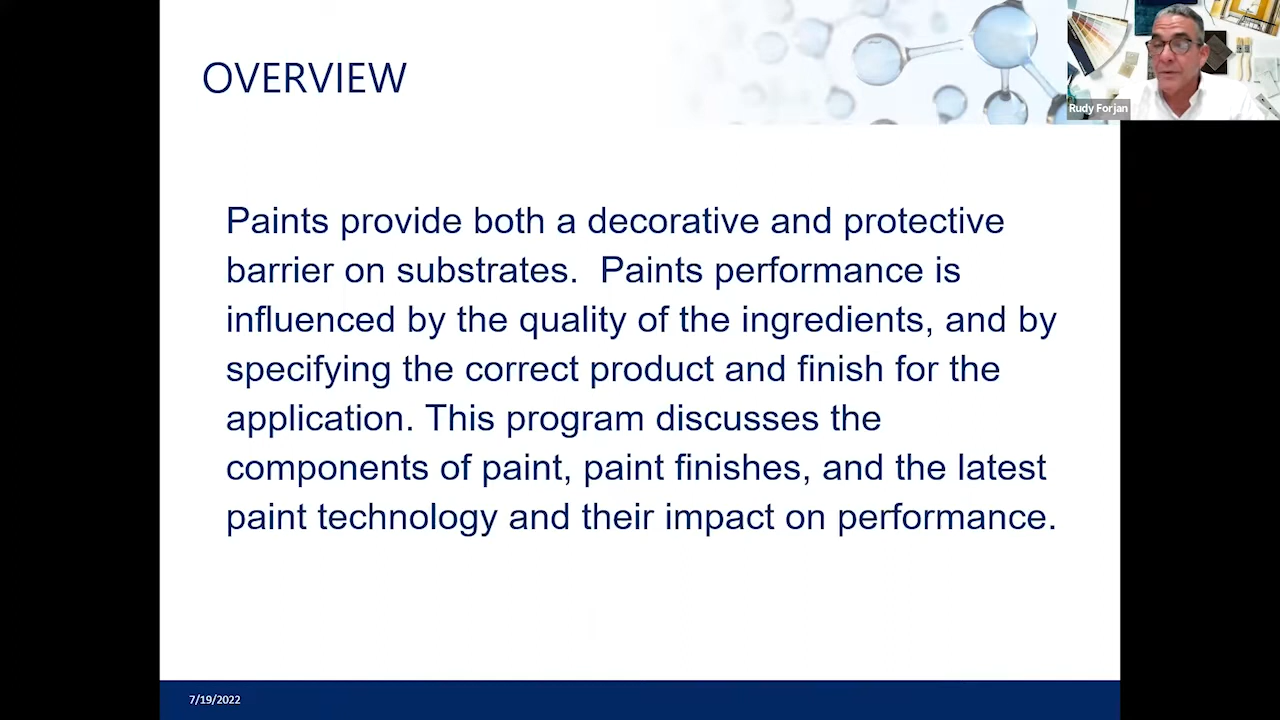 OVERVIEW
Rudy Forjan
Paints provide both a decorative and protective
barrier on substrates.  Paints performance is
influenced by the quality of the ingredients, and by
specifying the correct product and finish for the
application. This program discusses the
components of paint, paint finishes, and the latest
paint technology and their impact on performance.
7/19/2022